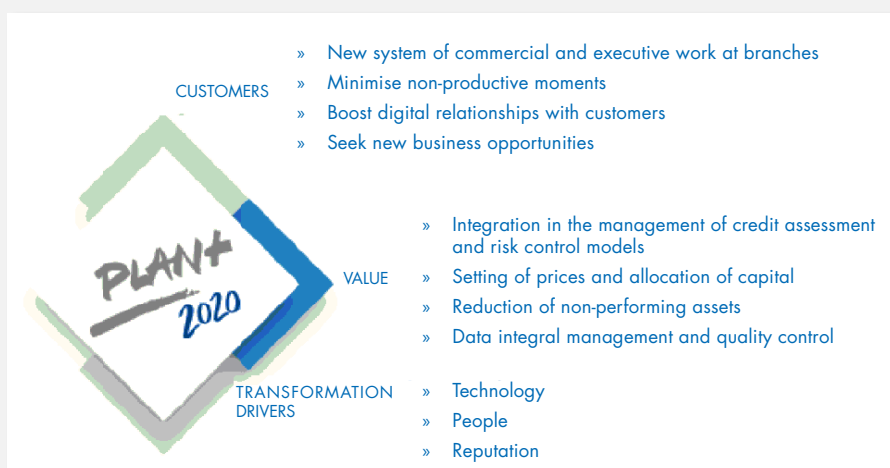 CUSTOMERS
» New system of commercial and executive work at branches
» Minimise non-productive moments
» Boost digital relationships with customers
» Seek new business opportunities
PLAN+
2020
VALUE
» Integration in the management of credit assessment
and risk control models
» Setting of prices and allocation of capital
» Reduction of non-performing assets
» Data integral management and quality control
TRANSFORMATION
DRIVERS
» Technology
» People
» Reputation